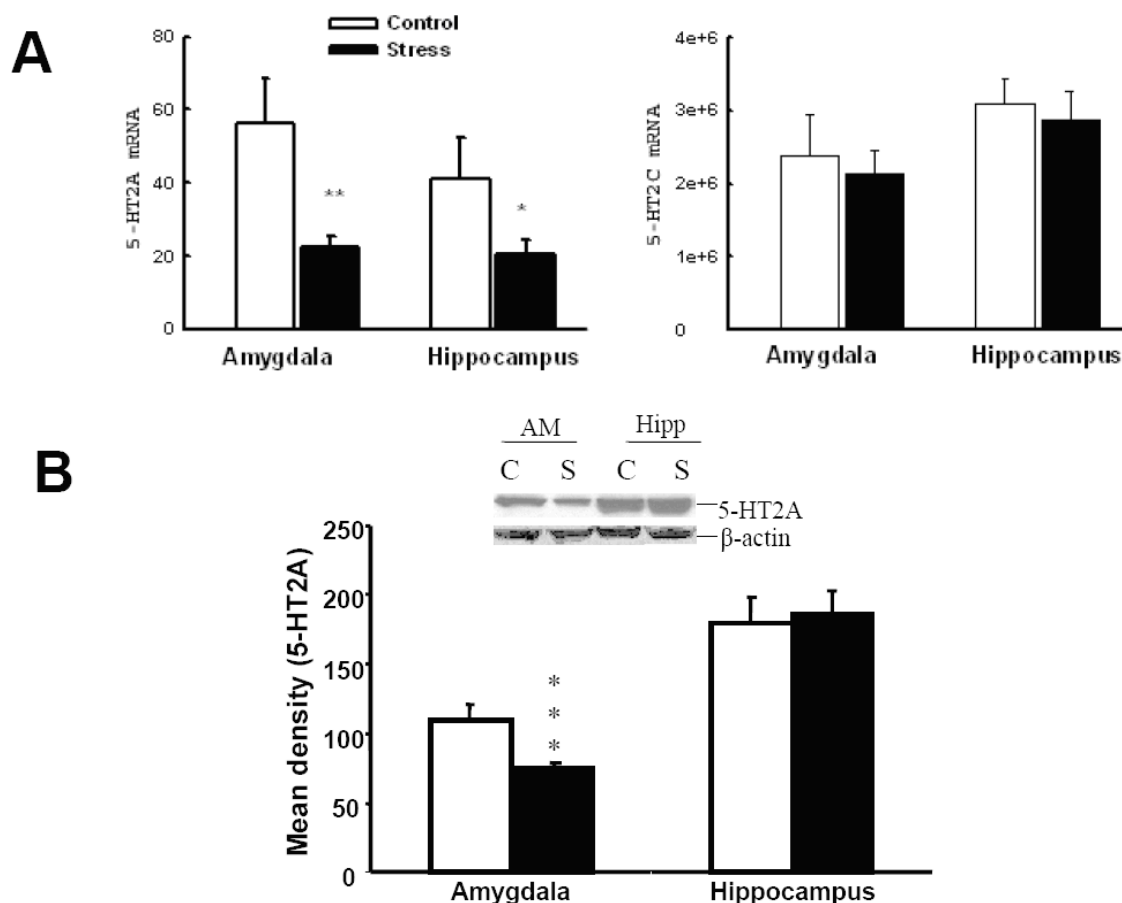 A
Control
Stress
80
60
40
20
0
5-HT2A mRNA
**
*
Amygdala
Hippocampus
4e+6
3e+6
2e+6
1e+6
0
5-HT2C mRNA
Amygdala
Hippocampus
B
AM Hipp
C S C S
5-HT2A
β-actin
250
200
150
100
50
0
Mean density (5-HT2A)
*
*
*
Amygdala
Hippocampus